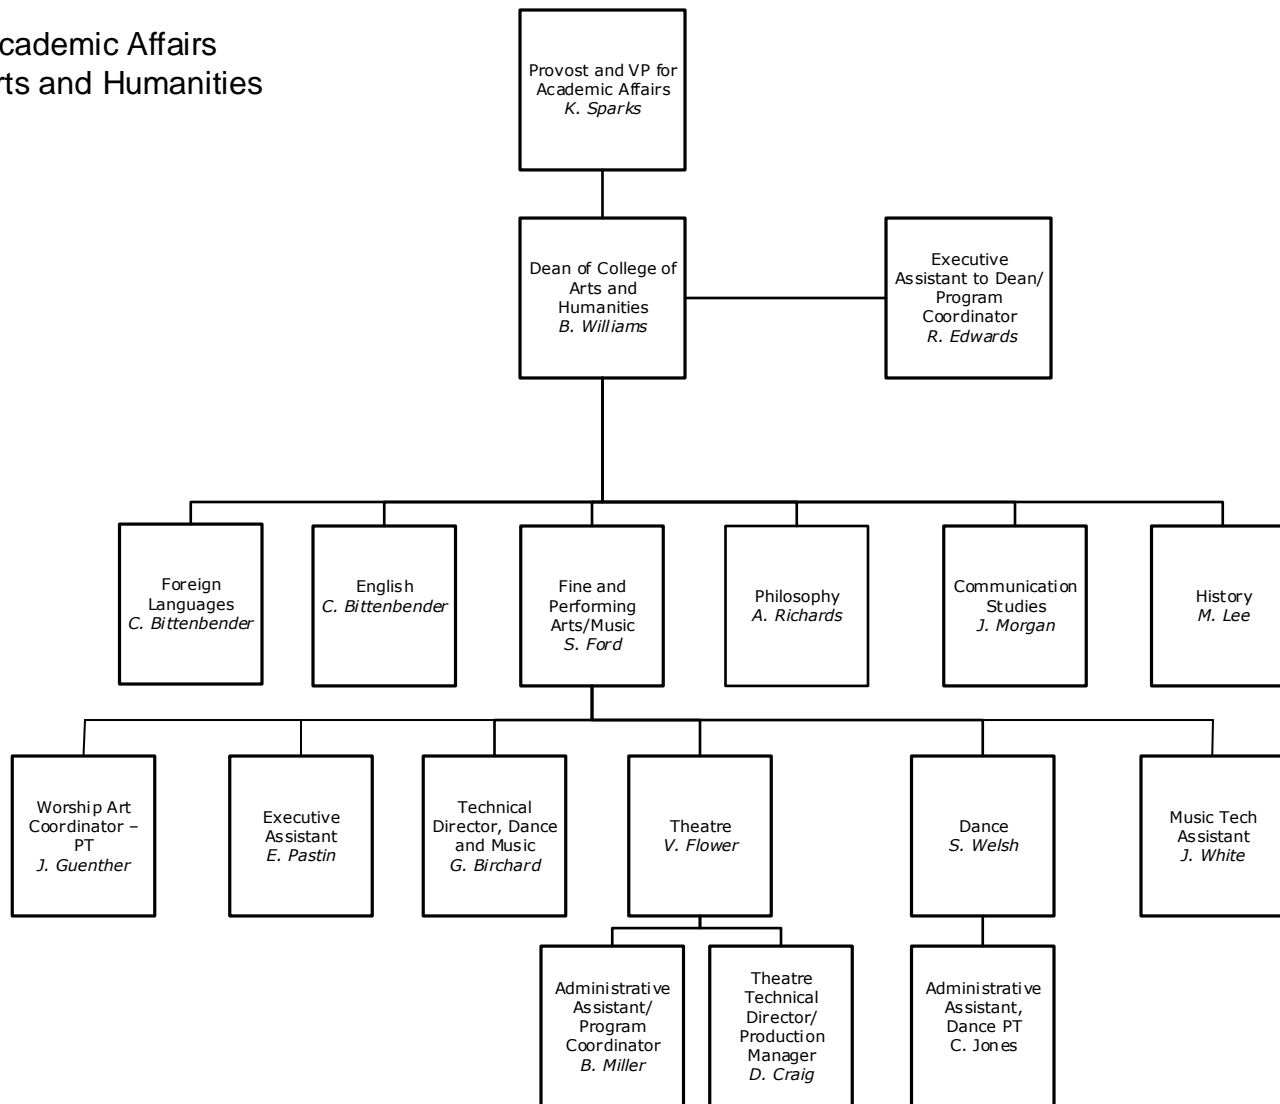 cademic Affairs
rts and Humanities
Provost and VP for
Academic Affairs
K. Sparks
Dean of College of
Arts and
Humanities
B. Williams
Executive
Assistant to Dean/
Program
Coordinator
R. Edwards
Foreign
Languages
C. Bittenbender
English
C. Bittenbender
Fine and
Performing
Arts/Music
S. Ford
Philosophy
A. Richards
Communication
Studies
J. Morgan
History
M. Lee
Worship Art
Coordinator –
PT
J. Guenther
Executive
Assistant
E. Pastin
Technical
Director, Dance
and Music
G. Birchard
Theatre
V. Flower
Dance
S. Welsh
Music Tech
Assistant
J. White
Administrative
Assistant/
Program
Coordinator
B. Miller
Theatre
Technical
Director/
Production
Manager
D. Craig
Administrative
Assistant,
Dance PT
C. Jones